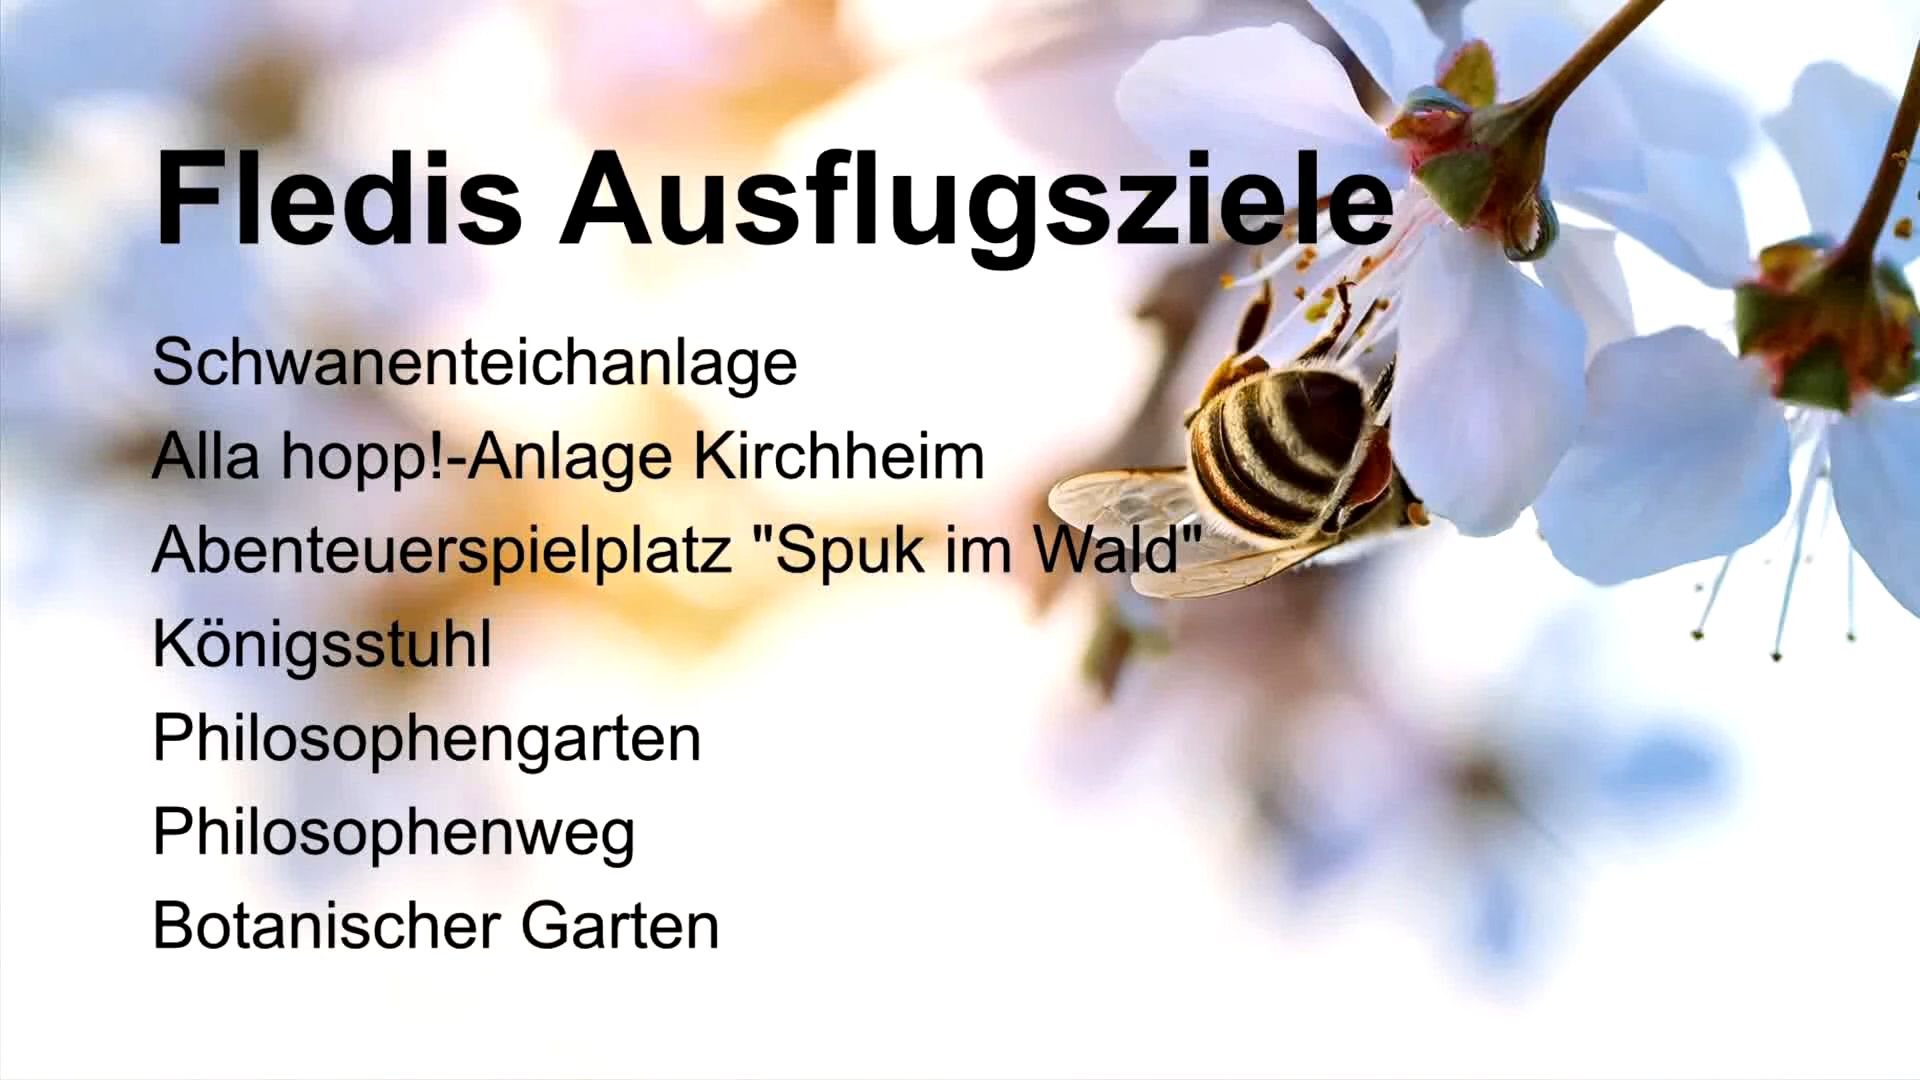 Fledis Ausflugsziele
Schwanenteichanlage
Alla hopp!-Anlage Kirchheim
Abenteuerspielplatz "Spuk im Wald"
Königsstuhl
Philosophengarten
Philosophenweg
Botanischer Garten